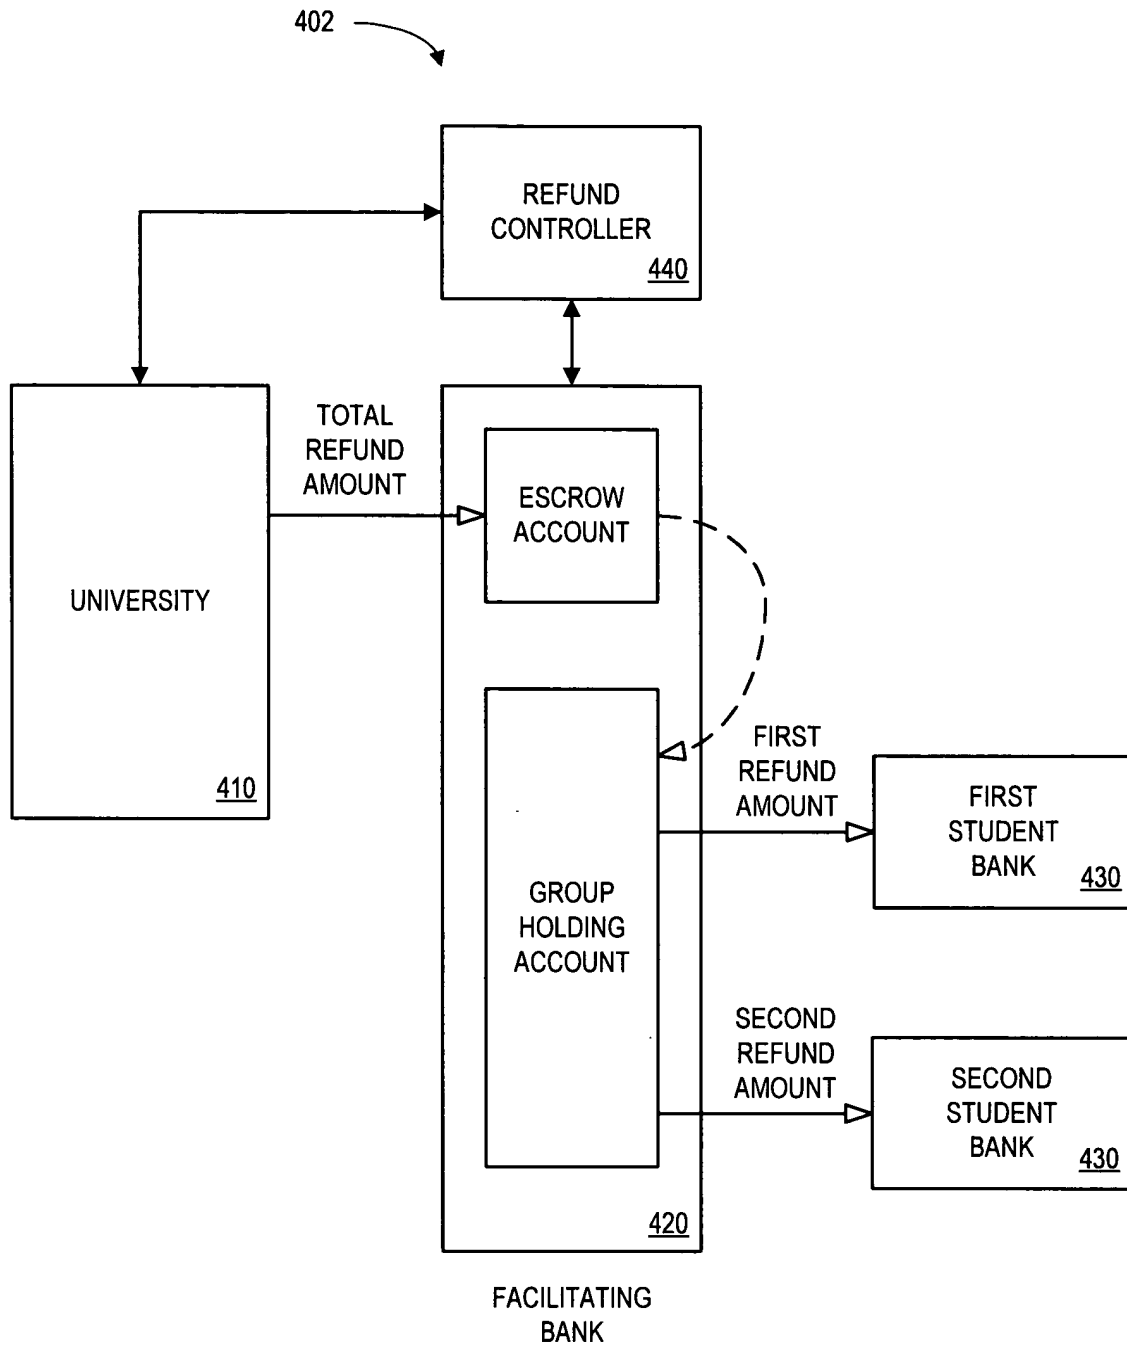 402
REFUND
CONTROLLER
440
TOTAL
REFUND
AMOUNT
ESCROW
ACCOUNT
UNIVERSITY
410
FIRST
REFUND
AMOUNT
FIRST
STUDENT
BANK
430
GROUP
HOLDING
ACCOUNT
SECOND
REFUND
AMOUNT
SECOND
STUDENT
BANK
430
420
FACILITATING
BANK